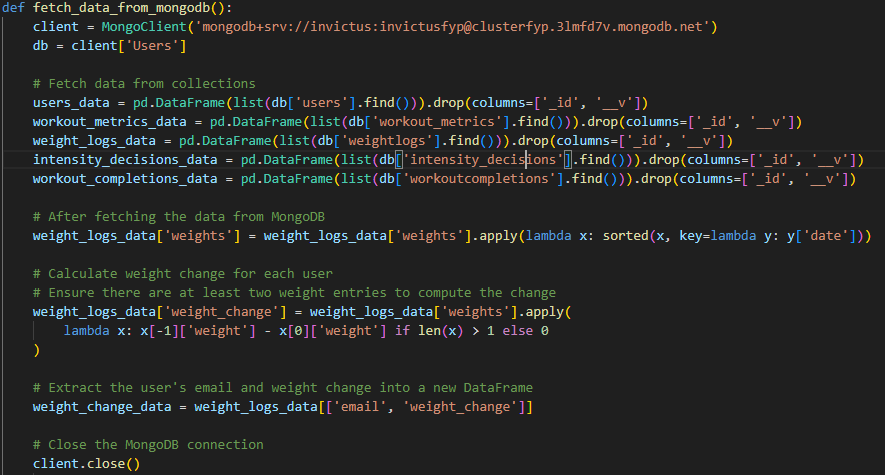 def fetch_data_from_mongodb():
    client = MongoClient('mongodb+srv://invictus:invictusfyp@clusterfyp.3lmfd7v.mongodb.net')
    db = client['Users']

    # Fetch data from collections
    users_data = pd.DataFrame(list(db['users'].find())).drop(columns=['_id', '__v'])
    workout_metrics_data = pd.DataFrame(list(db['workout_metrics'].find())).drop(columns=['_id', '__v'])
    weight_logs_data = pd.DataFrame(list(db['weightlogs'].find())).drop(columns=['_id', '__v'])
    intensity_decisions_data = pd.DataFrame(list(db['intensity_decisions'].find())).drop(columns=['_id', '__v'])
    workout_completions_data = pd.DataFrame(list(db['workoutcompletions'].find())).drop(columns=['_id', '__v'])

    # After fetching the data from MongoDB
    weight_logs_data['weights'] = weight_logs_data['weights'].apply(lambda x: sorted(x, key=lambda y: y['date']))

    # Calculate weight change for each user
    # Ensure there are at least two weight entries to compute the change
    weight_logs_data['weight_change'] = weight_logs_data['weights'].apply(
        lambda x: x[-1]['weight'] - x[0]['weight'] if len(x) > 1 else 0
    )

    # Extract the user's email and weight change into a new DataFrame
    weight_change_data = weight_logs_data[['email', 'weight_change']]

    # Close the MongoDB connection
    client.close()